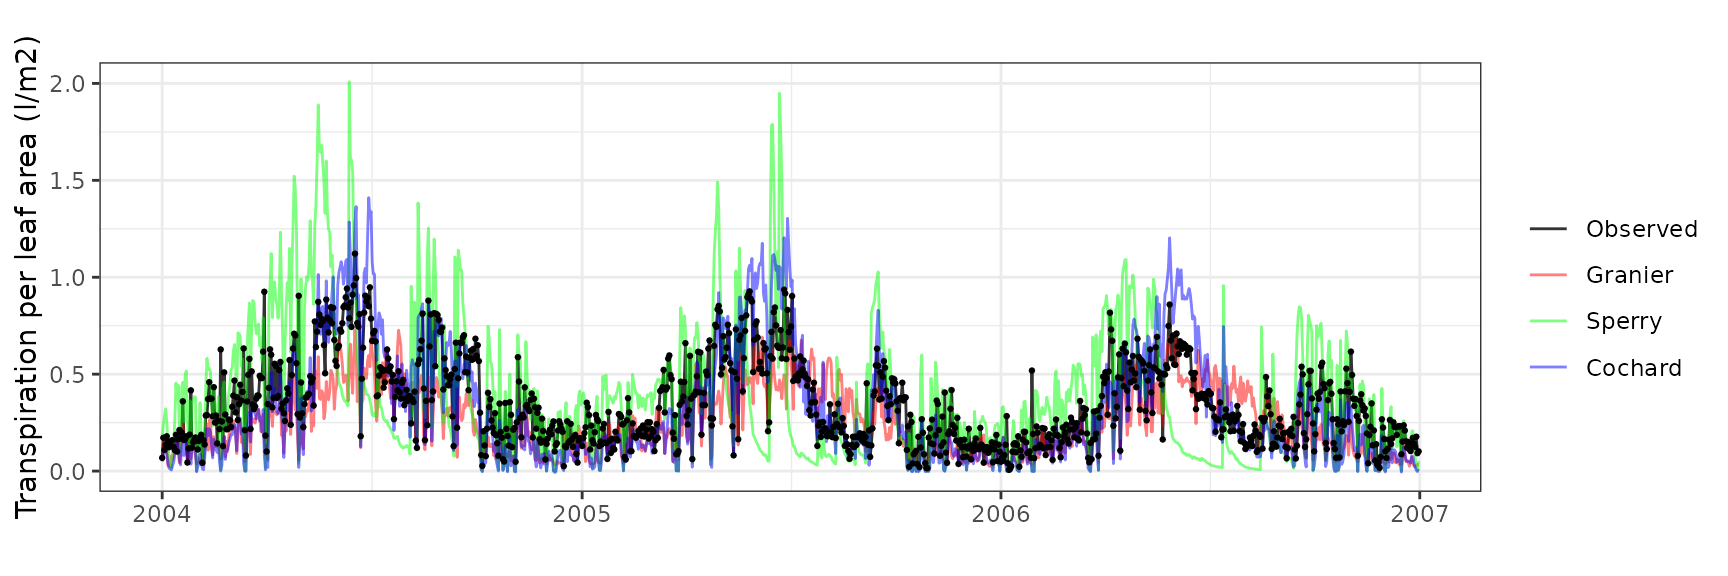 Transpiration per leaf area (l/m2)
2.0
1.5
1.0
0.5
0.0
2004
2005
2006
2007
Observed
Granier
Sperry
Cochard